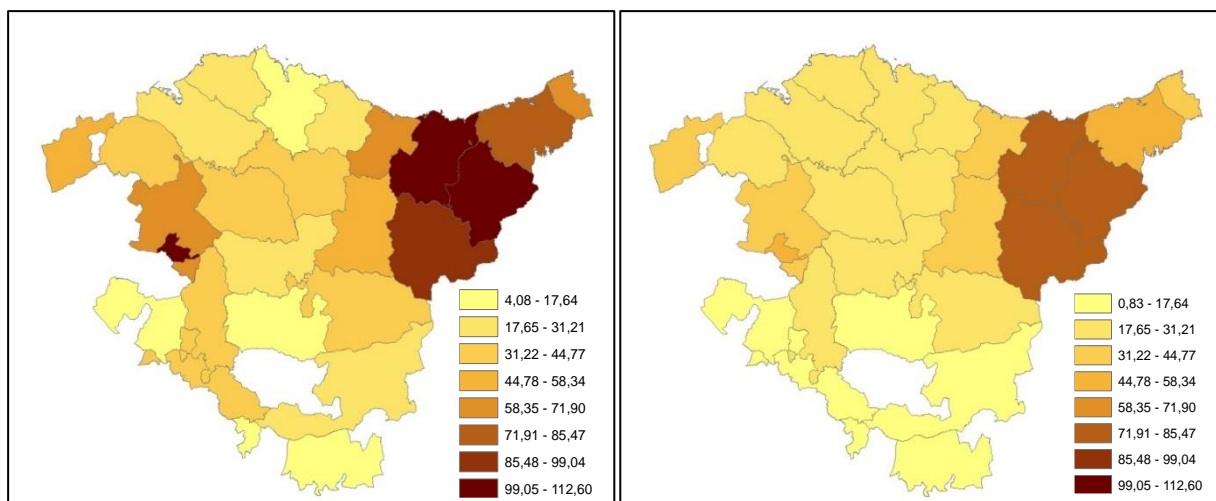 4,08 - 17,64
17,65 - 31,21
31,22 - 44,77
44,78 - 58,34
58,35 - 71,90
71,91 - 85,47
85,48 - 99,04
99,05 - 112,60
0,83 - 17,64
17,65 - 31,21
31,22 - 44,77
44,78 - 58,34
58,35 - 71,90
71,91 - 85,47
85,48 - 99,04
99,05 - 112,60